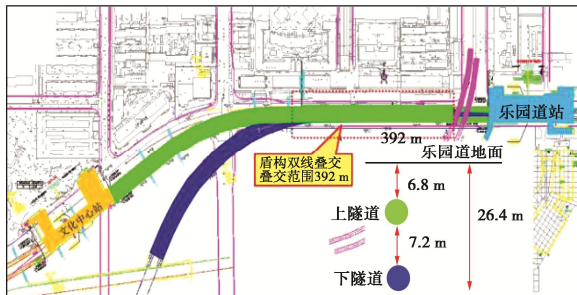 乐园道站
392 m
盾构双线叠交
叠交范围392 m
乐园道地面
6.8 m
上隧道
26.4 m
7.2 m
下隧道
文化中心站